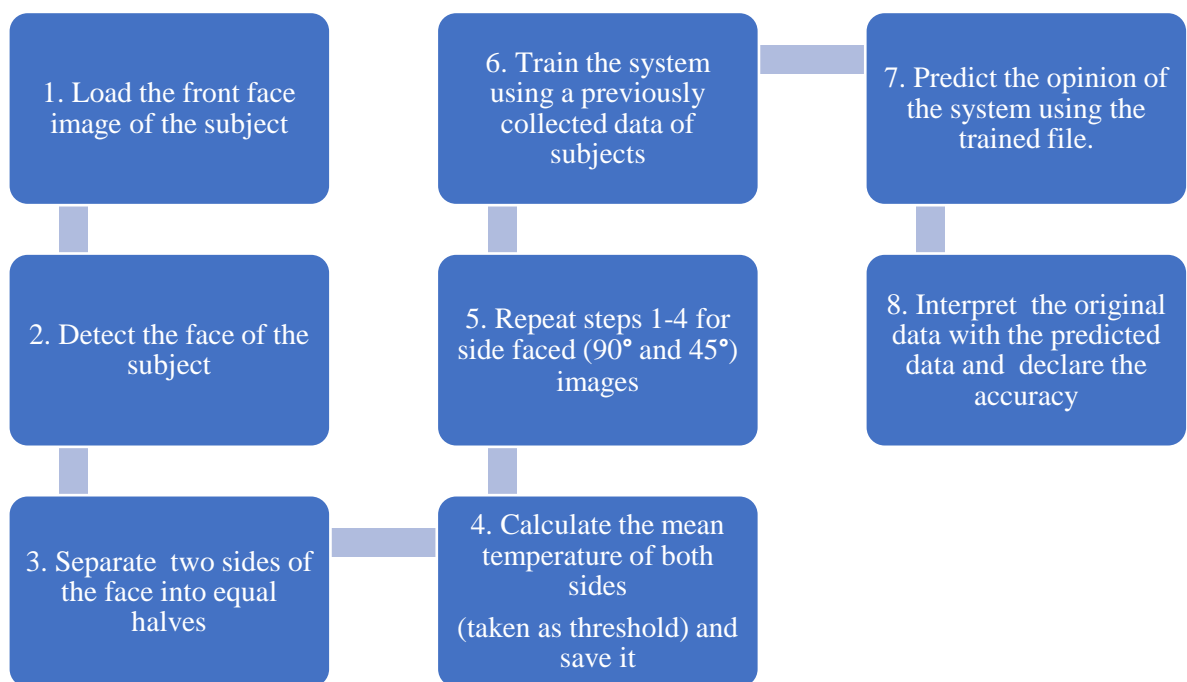 1. Load the front face
image of the subject
2. Detect the face of the
subject
3. Separate  two sides of
the face into equal
halves
4. Calculate the mean
temperature of both
sides
(taken as threshold) and
save it
5. Repeat steps 1-4 for
side faced (90° and 45°)
images
6. Train the system
using a previously
collected data of
subjects
7. Predict the opinion of
the system using the
trained file.
8. Interpret  the original
data with the predicted
data and  declare the
accuracy